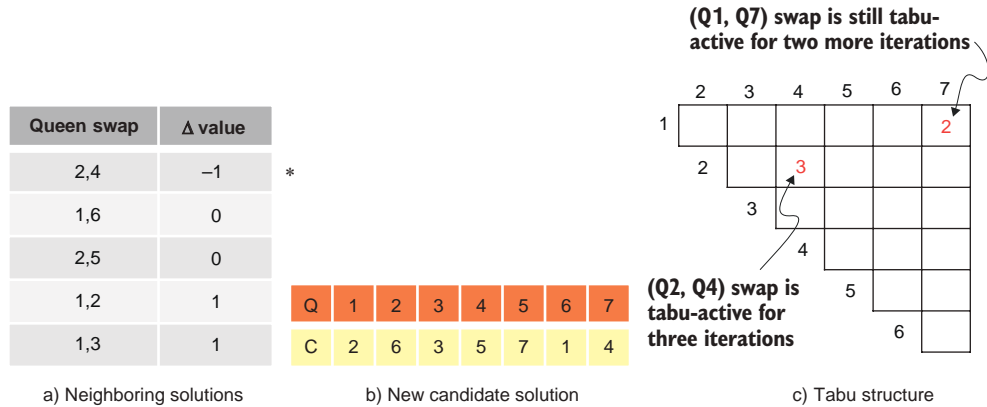 (Q1, Q7) swap is still tabu-
active for two more iterations
Queen swap Δ value
2,4 –1 *
1,6 0
2,5 0
1,2 1
1,3 1
Q 1 2 3 4 5 6 7
C 2 6 3 5 7 1 4
2 3 4 5 6 7
1 2
2 3
3
4
5
6
(Q2, Q4) swap is
tabu-active for
three iterations
a) Neighboring solutions
b) New candidate solution
c) Tabu structure